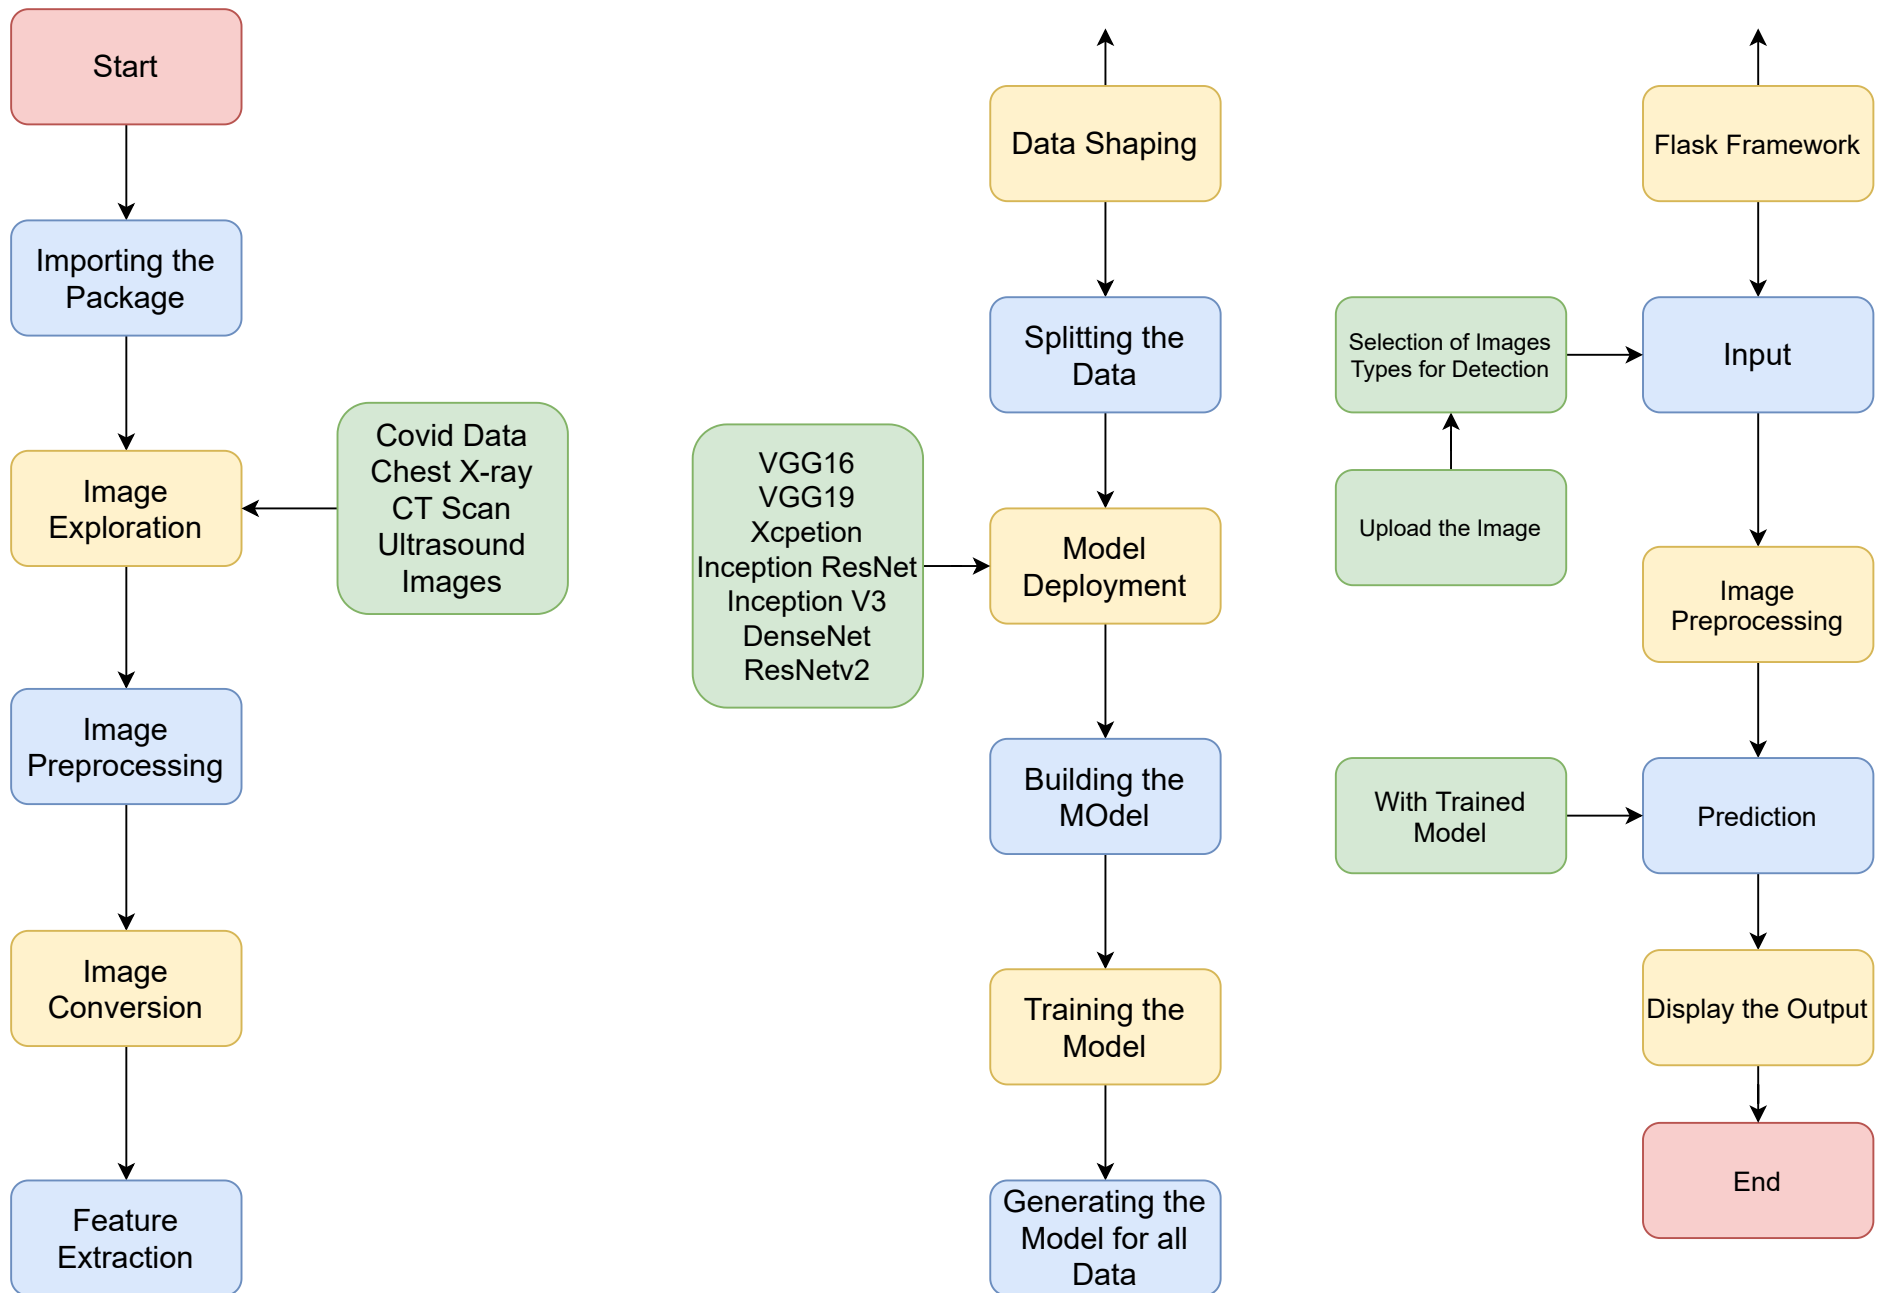 Start
Importing the
Package
Image
Exploration
Covid Data
Chest X-ray
CT Scan
Ultrasound
Images
Image
Preprocessing
Image
Conversion
Feature
Extraction
Data Shaping
Splitting the
Data
VGG16
VGG19
Xcpetion
Inception ResNet
Inception V3
DenseNet
ResNetv2
Model
Deployment
Building the
MOdel
Training the
Model
Generating the
Model for all
Data
Flask Framework
Selection of Images
Types for Detection
Input
Upload the Image
Image
Preprocessing
With Trained
Model
Prediction
Display the Output
End